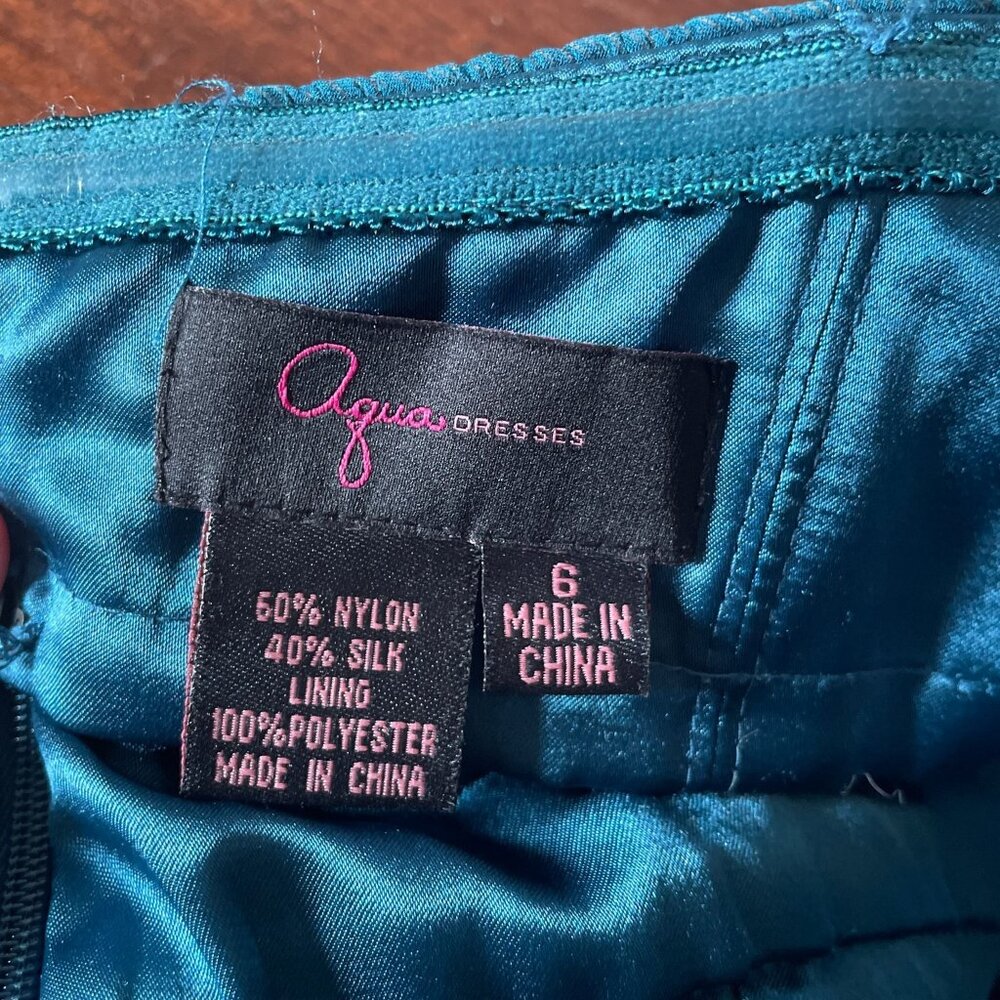 Aqua DRESSES
60% NYLON
40% SILK
LINING
100%POLYESTER
MADE IN CHINA
6
MADE IN
CHINA